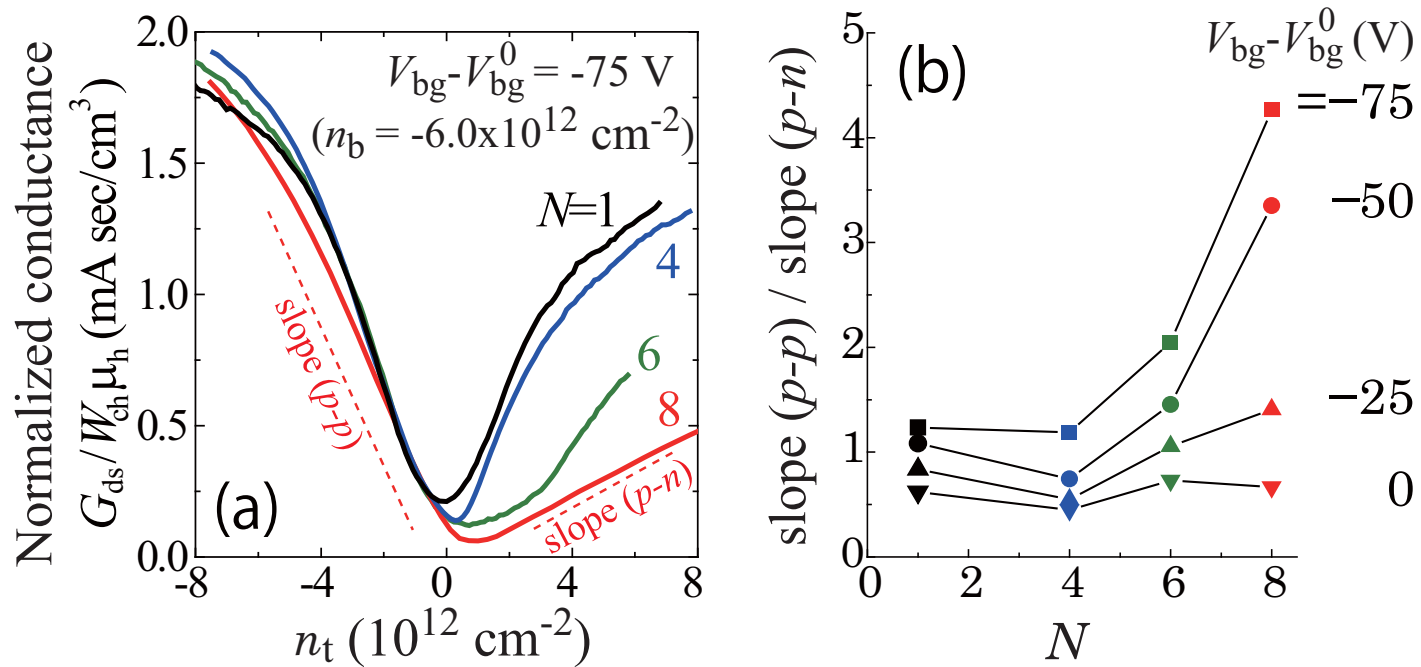 Normalized conductance
G_ds/W_ch μ_h (mA sec/cm^3)
2.0
1.5
1.0
0.5
0.0
-8
-4
0
4
8
n_t (10^12 cm^-2)
V_bg-V_bg^0 = -75 V
(n_b = -6.0x10^12 cm^-2)
N=1
4
6
8
slope (p-p)
slope (p-n)
(a)
slope (p-p) / slope (p-n)
5
4
3
2
1
0
0
2
4
6
8
N
(b)
V_bg-V_bg^0 (V)
=−75
−50
−25
0